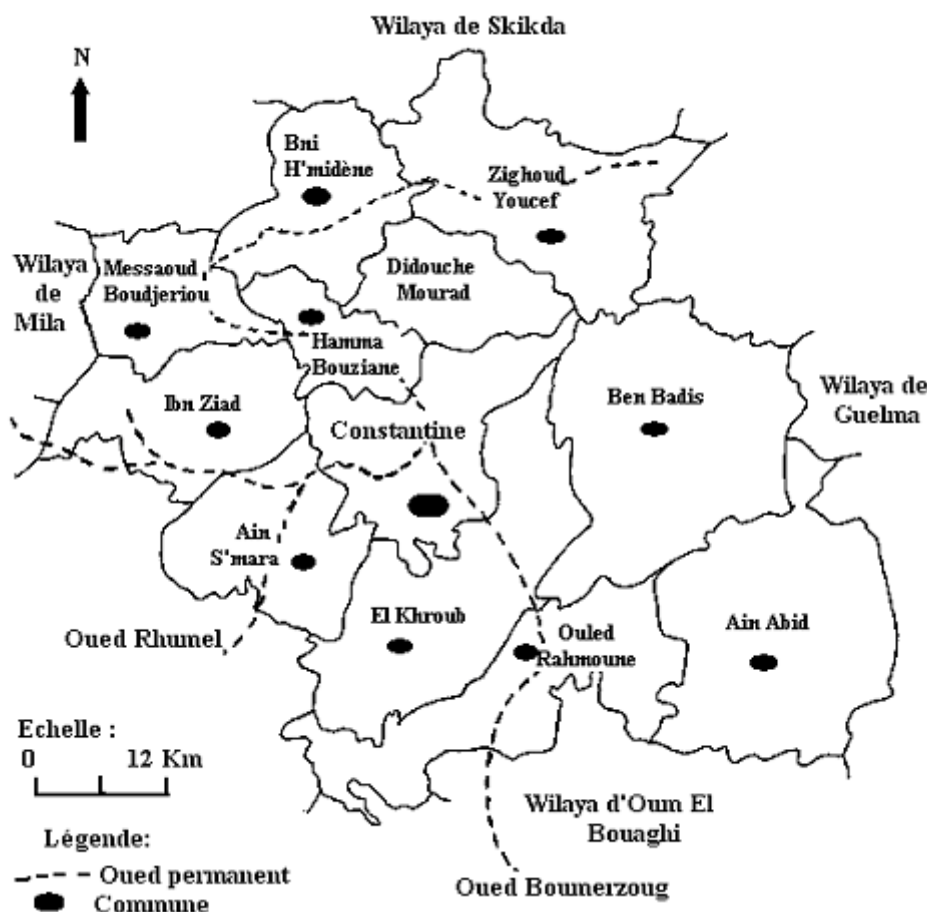 Wilaya de Skikda
N
Bni
H'midène
Zighoud
Youcef
Wilaya
de
Mila
Messaoud
Boudjeriou
Didouche
Mourad
Hamma
Bouziane
Ibn Ziad
Constantine
Ben Badis
Wilaya de
Guelma
Ain
S'mara
El Khroub
Ouled
Rahmoune
Ain Abid
Oued Rhumel
Echelle :
0 12 Km
Wilaya d'Oum El
Bouaghi
Légende:
Oued permanent
Oued Boumerzoug
Commune